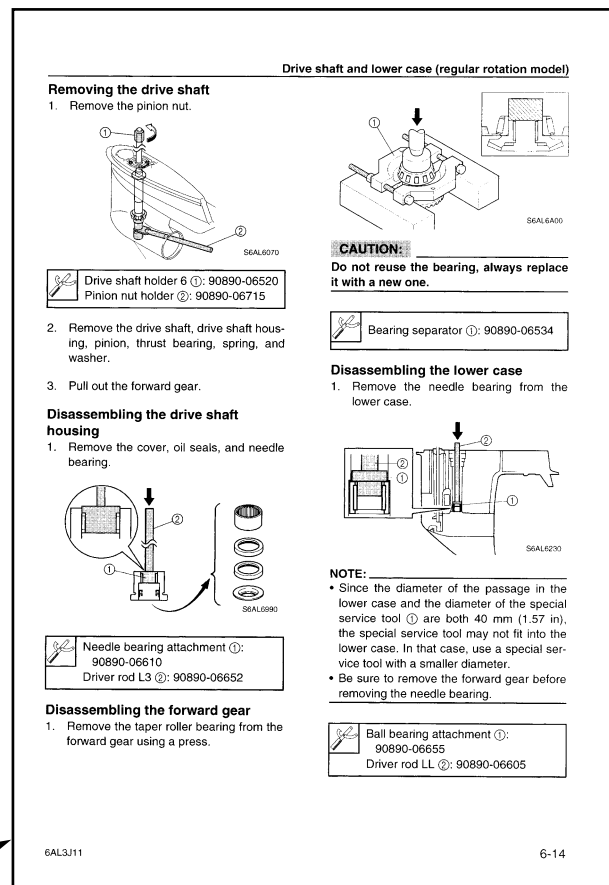 Drive shaft and lower case (regular rotation model)
Removing the drive shaft
1. Remove the pinion nut.
①
②
S6AL6070
Drive shaft holder 6 ①: 90890-06520
Pinion nut holder ②: 90890-06715
2. Remove the drive shaft, drive shaft hous-
ing, pinion, thrust bearing, spring, and
washer.
3. Pull out the forward gear.
Disassembling the drive shaft
housing
1. Remove the cover, oil seals, and needle
bearing.
②
①
S6AL6990
Needle bearing attachment ①:
90890-06610
Driver rod L3 ②: 90890-06652
Disassembling the forward gear
1. Remove the taper roller bearing from the
forward gear using a press.
①
S6AL6A00
CAUTION:
Do not reuse the bearing, always replace
it with a new one.
Bearing separator ①: 90890-06534
Disassembling the lower case
1. Remove the needle bearing from the
lower case.
②
②
①
①
S6AL6230
NOTE:
• Since the diameter of the passage in the
lower case and the diameter of the special
service tool ① are both 40 mm (1.57 in),
the special service tool may not fit into the
lower case. In that case, use a special ser-
vice tool with a smaller diameter.
• Be sure to remove the forward gear before
removing the needle bearing.
Ball bearing attachment ①:
90890-06655
Driver rod LL ②: 90890-06605
6AL3J11
6-14